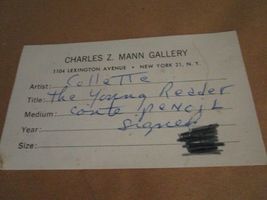 CHARLES Z. MANN GALLERY
1104 LEXINGTON AVENUE • NEW YORK 21, N. Y.
Artist: Collette
Title: the Young Reader
Medium: conte pencil
Year: signed
Size: